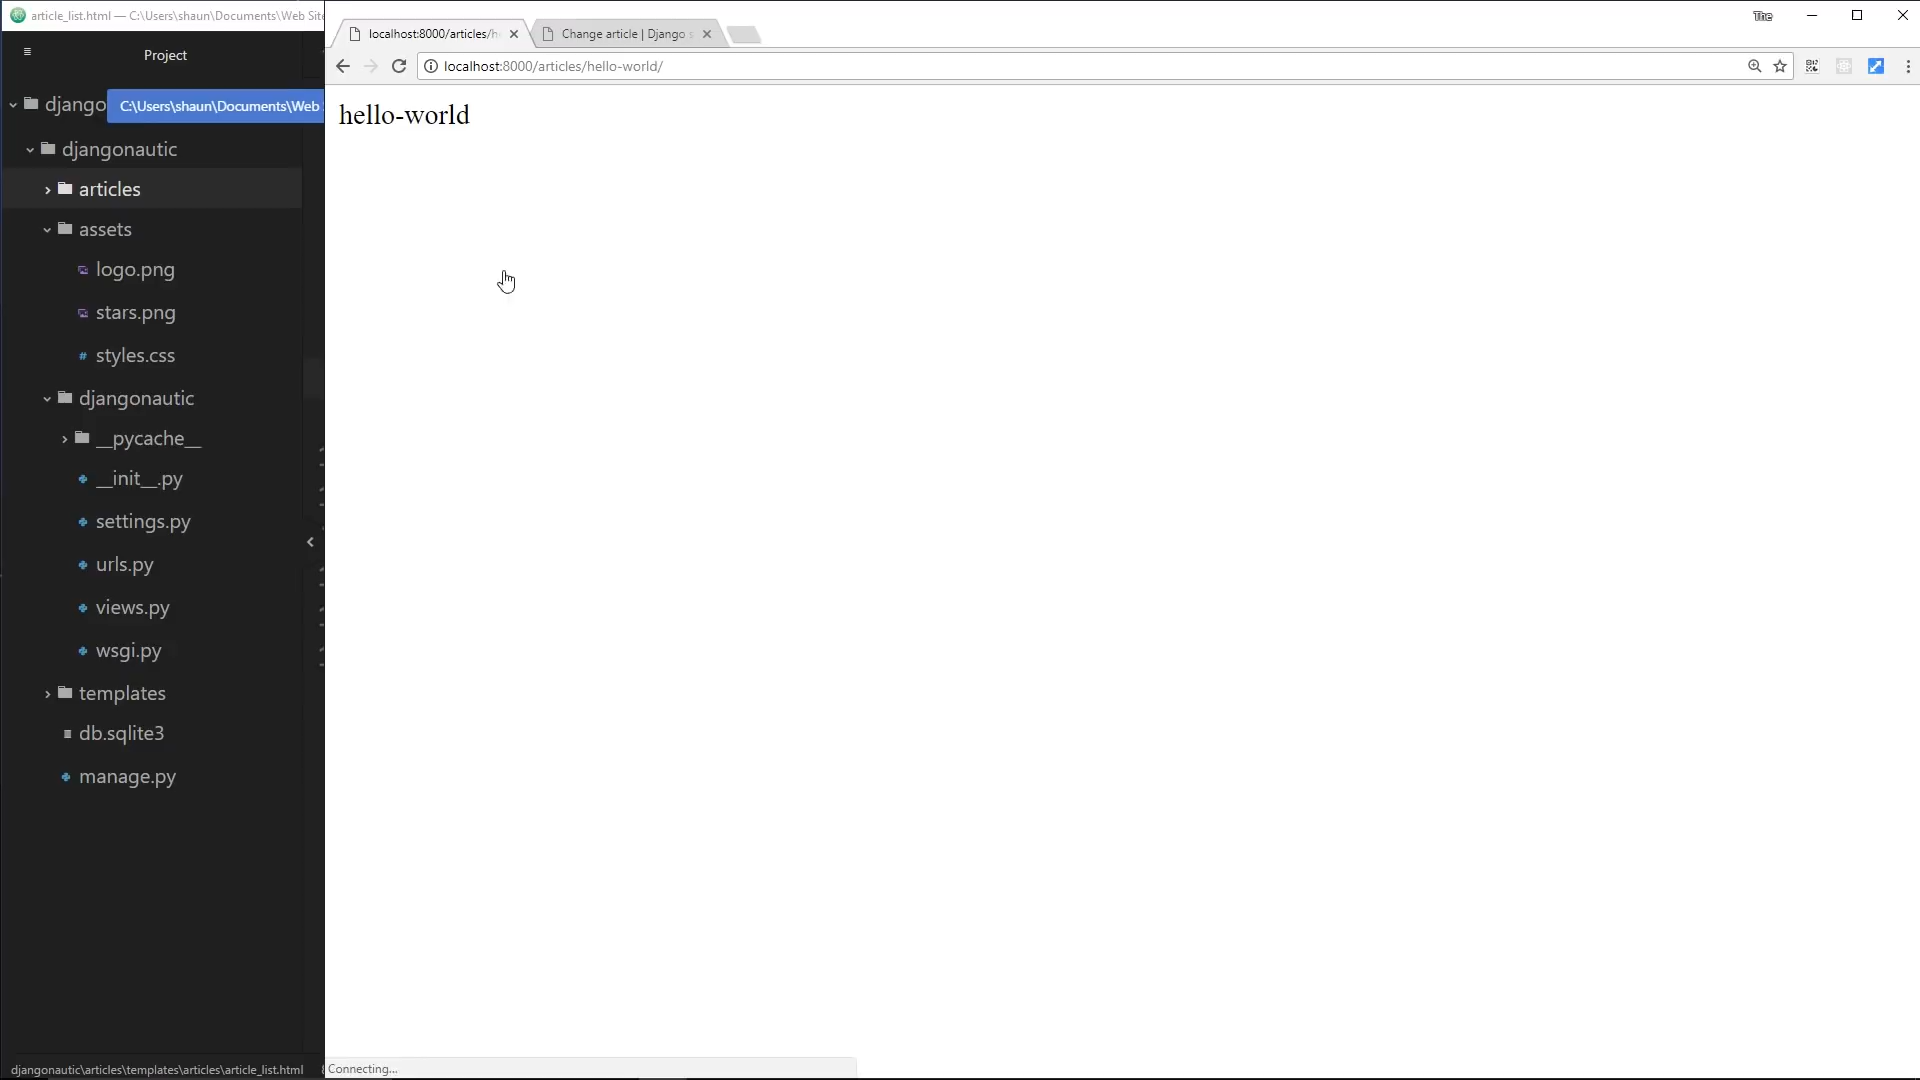 article_list.html — C:\Users\shaun\Documents\Web Site
The
localhost:8000/articles/h
Change article | Django s
localhost:8000/articles/hello-world/
Project
hello-world
django
C:\Users\shaun\Documents\Web
djangonautic
articles
assets
logo.png
stars.png
# styles.css
djangonautic
__pycache__
__init__.py
settings.py
urls.py
views.py
wsgi.py
templates
db.sqlite3
manage.py
djangonautic\articles\templates\articles\article_list.html
Connecting...